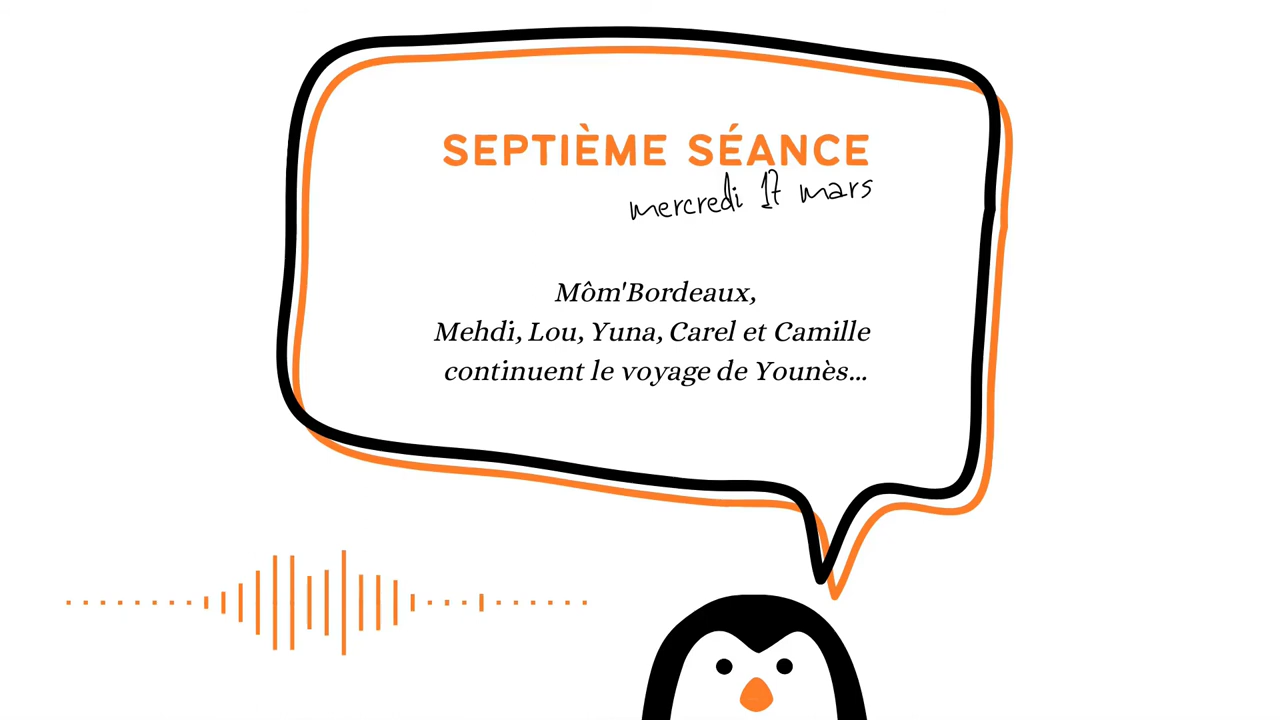 SEPTIÈME SÉANCE
mercredi 17 mars
Môm'Bordeaux,
Mehdi, Lou, Yuna, Carel et Camille
continuent le voyage de Younès...